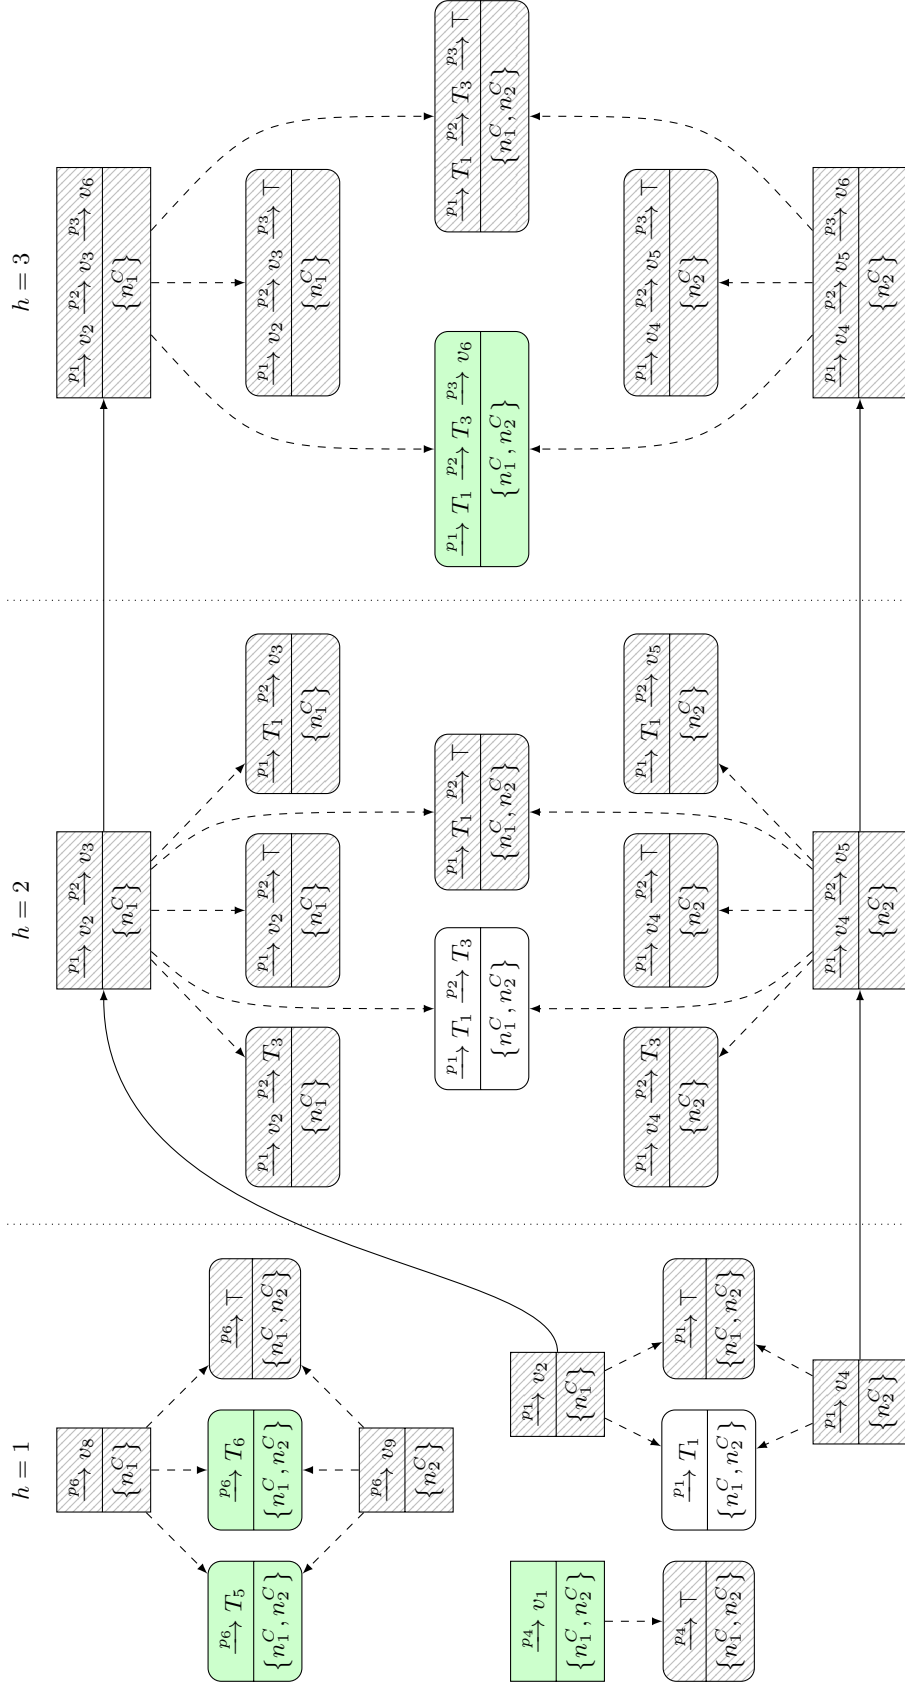 h = 1
h = 2
h = 3
—p₆→ v₈
{n₁ᶜ}
—p₆→ T₅
{n₁ᶜ, n₂ᶜ}
—p₆→ T₆
{n₁ᶜ, n₂ᶜ}
—p₆→ ⊤
{n₁ᶜ, n₂ᶜ}
—p₆→ v₉
{n₂ᶜ}
—p₄→ v₁
{n₁ᶜ, n₂ᶜ}
—p₁→ v₂
{n₁ᶜ}
—p₄→ ⊤
{n₁ᶜ, n₂ᶜ}
—p₁→ T₁
{n₁ᶜ, n₂ᶜ}
—p₁→ ⊤
{n₁ᶜ, n₂ᶜ}
—p₁→ v₄
{n₂ᶜ}
—p₁→ v₂ —p₂→ v₃
{n₁ᶜ}
—p₁→ v₂ —p₂→ T₃
{n₁ᶜ}
—p₁→ v₂ —p₂→ ⊤
{n₁ᶜ}
—p₁→ T₁ —p₂→ v₃
{n₁ᶜ}
—p₁→ T₁ —p₂→ T₃
{n₁ᶜ, n₂ᶜ}
—p₁→ T₁ —p₂→ ⊤
{n₁ᶜ, n₂ᶜ}
—p₁→ v₄ —p₂→ T₃
{n₂ᶜ}
—p₁→ v₄ —p₂→ ⊤
{n₂ᶜ}
—p₁→ T₁ —p₂→ v₅
{n₂ᶜ}
—p₁→ v₄ —p₂→ v₅
{n₂ᶜ}
—p₁→ v₂ —p₂→ v₃ —p₃→ v₆
{n₁ᶜ}
—p₁→ v₂ —p₂→ v₃ —p₃→ ⊤
{n₁ᶜ}
—p₁→ T₁ —p₂→ T₃ —p₃→ v₆
{n₁ᶜ, n₂ᶜ}
—p₁→ T₁ —p₂→ T₃ —p₃→ ⊤
{n₁ᶜ, n₂ᶜ}
—p₁→ v₄ —p₂→ v₅ —p₃→ ⊤
{n₂ᶜ}
—p₁→ v₄ —p₂→ v₅ —p₃→ v₆
{n₂ᶜ}